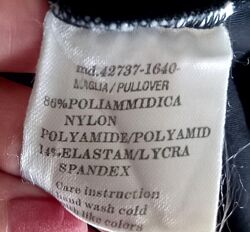 md.42737-1640-
MAGLIA/PULLOVER
86%POLIAMMIDICA
NYLON
POLYAMIDE/POLYAMID
14%ELASTAM/LYCRA
SPANDEX
Care instruction
hand wash cold
like colors